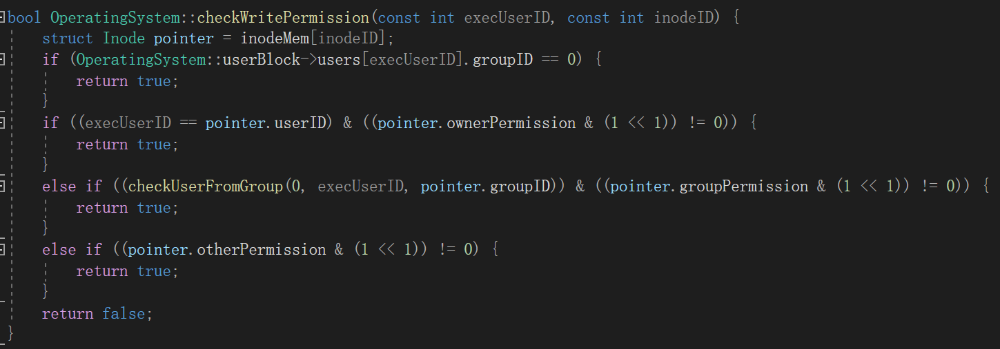 bool OperatingSystem::checkWritePermission(const int execUserID, const int inodeID) {
    struct Inode pointer = inodeMem[inodeID];
    if (OperatingSystem::userBlock->users[execUserID].groupID == 0) {
        return true;
    }
    if ((execUserID == pointer.userID) & ((pointer.ownerPermission & (1 << 1)) != 0)) {
        return true;
    }
    else if ((checkUserFromGroup(0, execUserID, pointer.groupID)) & ((pointer.groupPermission & (1 << 1)) != 0)) {
        return true;
    }
    else if ((pointer.otherPermission & (1 << 1)) != 0) {
        return true;
    }
    return false;
}